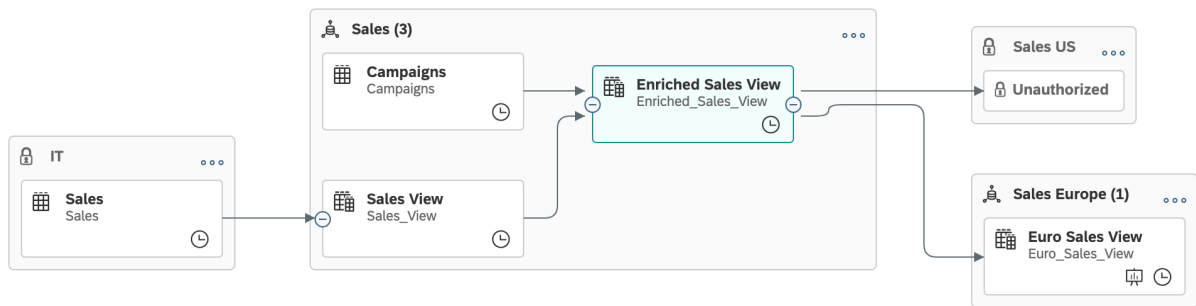 IT
Sales
Sales
Sales (3)
Campaigns
Campaigns
Sales View
Sales_View
Enriched Sales View
Enriched_Sales_View
Sales US
Unauthorized
Sales Europe (1)
Euro Sales View
Euro_Sales_View